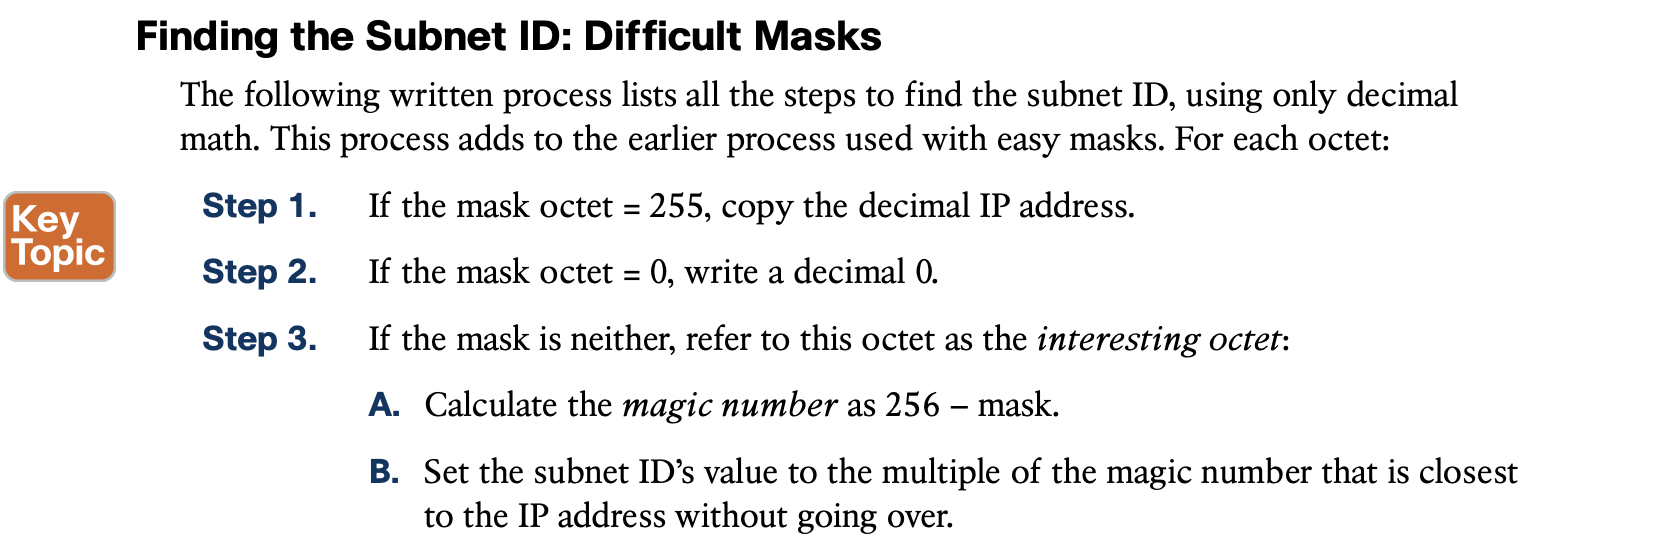 Finding the Subnet ID: Difficult Masks
The following written process lists all the steps to find the subnet ID, using only decimal
math. This process adds to the earlier process used with easy masks. For each octet:
Key
Topic
Step 1. If the mask octet = 255, copy the decimal IP address.
Step 2. If the mask octet = 0, write a decimal 0.
Step 3. If the mask is neither, refer to this octet as the interesting octet:
A. Calculate the magic number as 256 – mask.
B. Set the subnet ID’s value to the multiple of the magic number that is closest
to the IP address without going over.